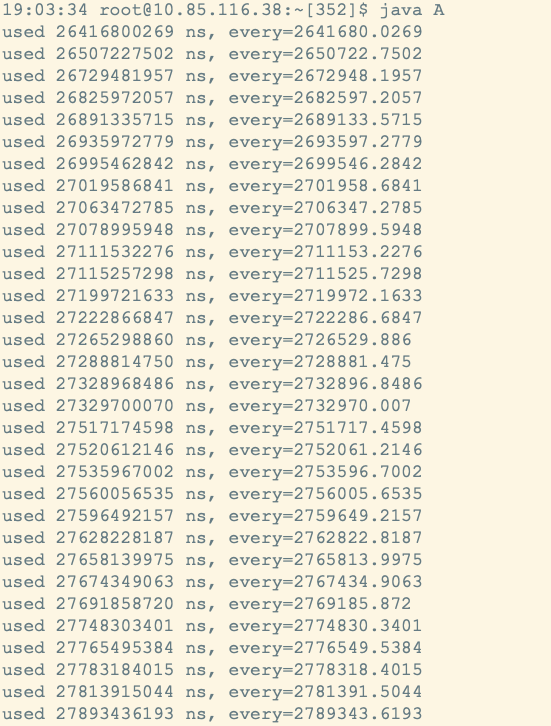 19:03:34 root@10.85.116.38:~[352]$ java A
used 26416800269 ns, every=2641680.0269
used 26507227502 ns, every=2650722.7502
used 26729481957 ns, every=2672948.1957
used 26825972057 ns, every=2682597.2057
used 26891335715 ns, every=2689133.5715
used 26935972779 ns, every=2693597.2779
used 26995462842 ns, every=2699546.2842
used 27019586841 ns, every=2701958.6841
used 27063472785 ns, every=2706347.2785
used 27078995948 ns, every=2707899.5948
used 27111532276 ns, every=2711153.2276
used 27115257298 ns, every=2711525.7298
used 27199721633 ns, every=2719972.1633
used 27222866847 ns, every=2722286.6847
used 27265298860 ns, every=2726529.886
used 27288814750 ns, every=2728881.475
used 27328968486 ns, every=2732896.8486
used 27329700070 ns, every=2732970.007
used 27517174598 ns, every=2751717.4598
used 27520612146 ns, every=2752061.2146
used 27535967002 ns, every=2753596.7002
used 27560056535 ns, every=2756005.6535
used 27596492157 ns, every=2759649.2157
used 27628228187 ns, every=2762822.8187
used 27658139975 ns, every=2765813.9975
used 27674349063 ns, every=2767434.9063
used 27691858720 ns, every=2769185.872
used 27748303401 ns, every=2774830.3401
used 27765495384 ns, every=2776549.5384
used 27783184015 ns, every=2778318.4015
used 27813915044 ns, every=2781391.5044
used 27893436193 ns, every=2789343.6193